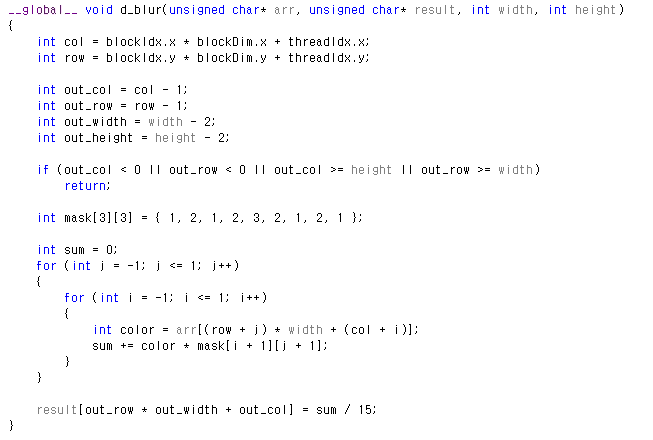 __global__ void d_blur(unsigned char* arr, unsigned char* result, int width, int height)
{
    int col = blockIdx.x * blockDim.x + threadIdx.x;
    int row = blockIdx.y * blockDim.y + threadIdx.y;

    int out_col = col - 1;
    int out_row = row - 1;
    int out_width = width - 2;
    int out_height = height - 2;

    if (out_col < 0 || out_row < 0 || out_col >= height || out_row >= width)
        return;

    int mask[3][3] = { 1, 2, 1, 2, 3, 2, 1, 2, 1 };

    int sum = 0;
    for (int j = -1; j <= 1; j++)
    {
        for (int i = -1; i <= 1; i++)
        {
            int color = arr[(row + j) * width + (col + i)];
            sum += color * mask[i + 1][j + 1];
        }
    }

    result[out_row * out_width + out_col] = sum / 15;
}